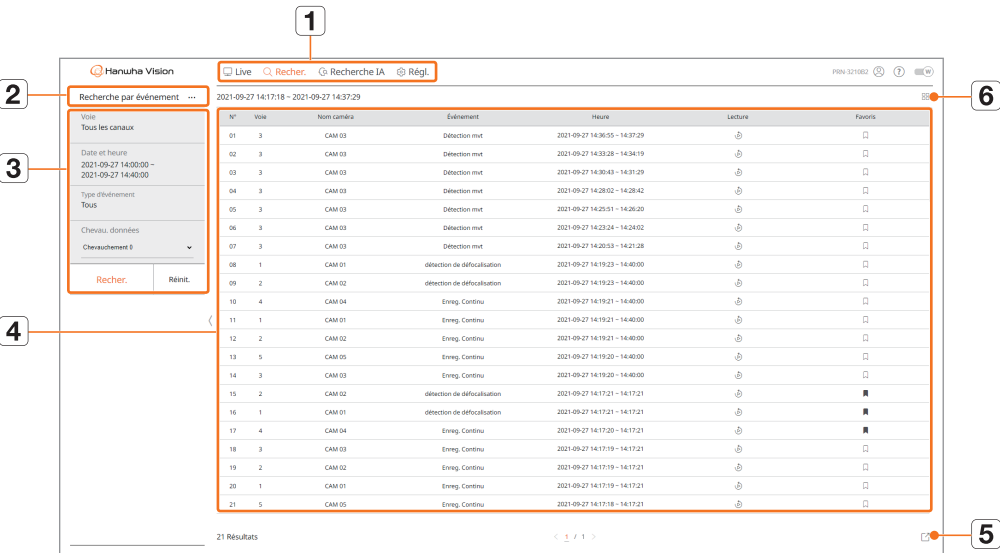 1
Hanwha Vision
Live Recher. Recherche IA Régl.
PRN-3210B2 ? W
2
Recherche par événement ...
2021-09-27 14:17:18 ~ 2021-09-27 14:37:29
6
3
Voie
Tous les canaux
Date et heure
2021-09-27 14:00:00 ~
2021-09-27 14:40:00
Type d'événement
Tous
Chevau. données
Chevauchement 0
Recher. Réinit.
4
N° Voie Nom caméra Événement Heure Lecture Favoris
01 3 CAM 03 Détection mvt 2021-09-27 14:36:55 ~ 14:37:29
02 3 CAM 03 Détection mvt 2021-09-27 14:33:28 ~ 14:34:19
03 3 CAM 03 Détection mvt 2021-09-27 14:30:43 ~ 14:31:29
04 3 CAM 03 Détection mvt 2021-09-27 14:28:02 ~ 14:28:42
05 3 CAM 03 Détection mvt 2021-09-27 14:25:51 ~ 14:26:20
06 3 CAM 03 Détection mvt 2021-09-27 14:23:24 ~ 14:24:02
07 3 CAM 03 Détection mvt 2021-09-27 14:20:53 ~ 14:21:28
08 1 CAM 01 détection de défocalisation 2021-09-27 14:19:23 ~ 14:40:00
09 2 CAM 02 détection de défocalisation 2021-09-27 14:19:23 ~ 14:40:00
10 4 CAM 04 Enreg. Continu 2021-09-27 14:19:21 ~ 14:40:00
11 1 CAM 01 Enreg. Continu 2021-09-27 14:19:21 ~ 14:40:00
12 2 CAM 02 Enreg. Continu 2021-09-27 14:19:21 ~ 14:40:00
13 5 CAM 05 Enreg. Continu 2021-09-27 14:19:20 ~ 14:40:00
14 3 CAM 03 Enreg. Continu 2021-09-27 14:19:20 ~ 14:40:00
15 2 CAM 02 détection de défocalisation 2021-09-27 14:17:21 ~ 14:17:21
16 1 CAM 01 détection de défocalisation 2021-09-27 14:17:21 ~ 14:17:21
17 4 CAM 04 Enreg. Continu 2021-09-27 14:17:20 ~ 14:17:21
18 3 CAM 03 Enreg. Continu 2021-09-27 14:17:19 ~ 14:17:21
19 2 CAM 02 Enreg. Continu 2021-09-27 14:17:19 ~ 14:17:21
20 1 CAM 01 Enreg. Continu 2021-09-27 14:17:19 ~ 14:17:21
21 5 CAM 05 Enreg. Continu 2021-09-27 14:17:18 ~ 14:17:21
21 Résultats < 1 / 1 >
5